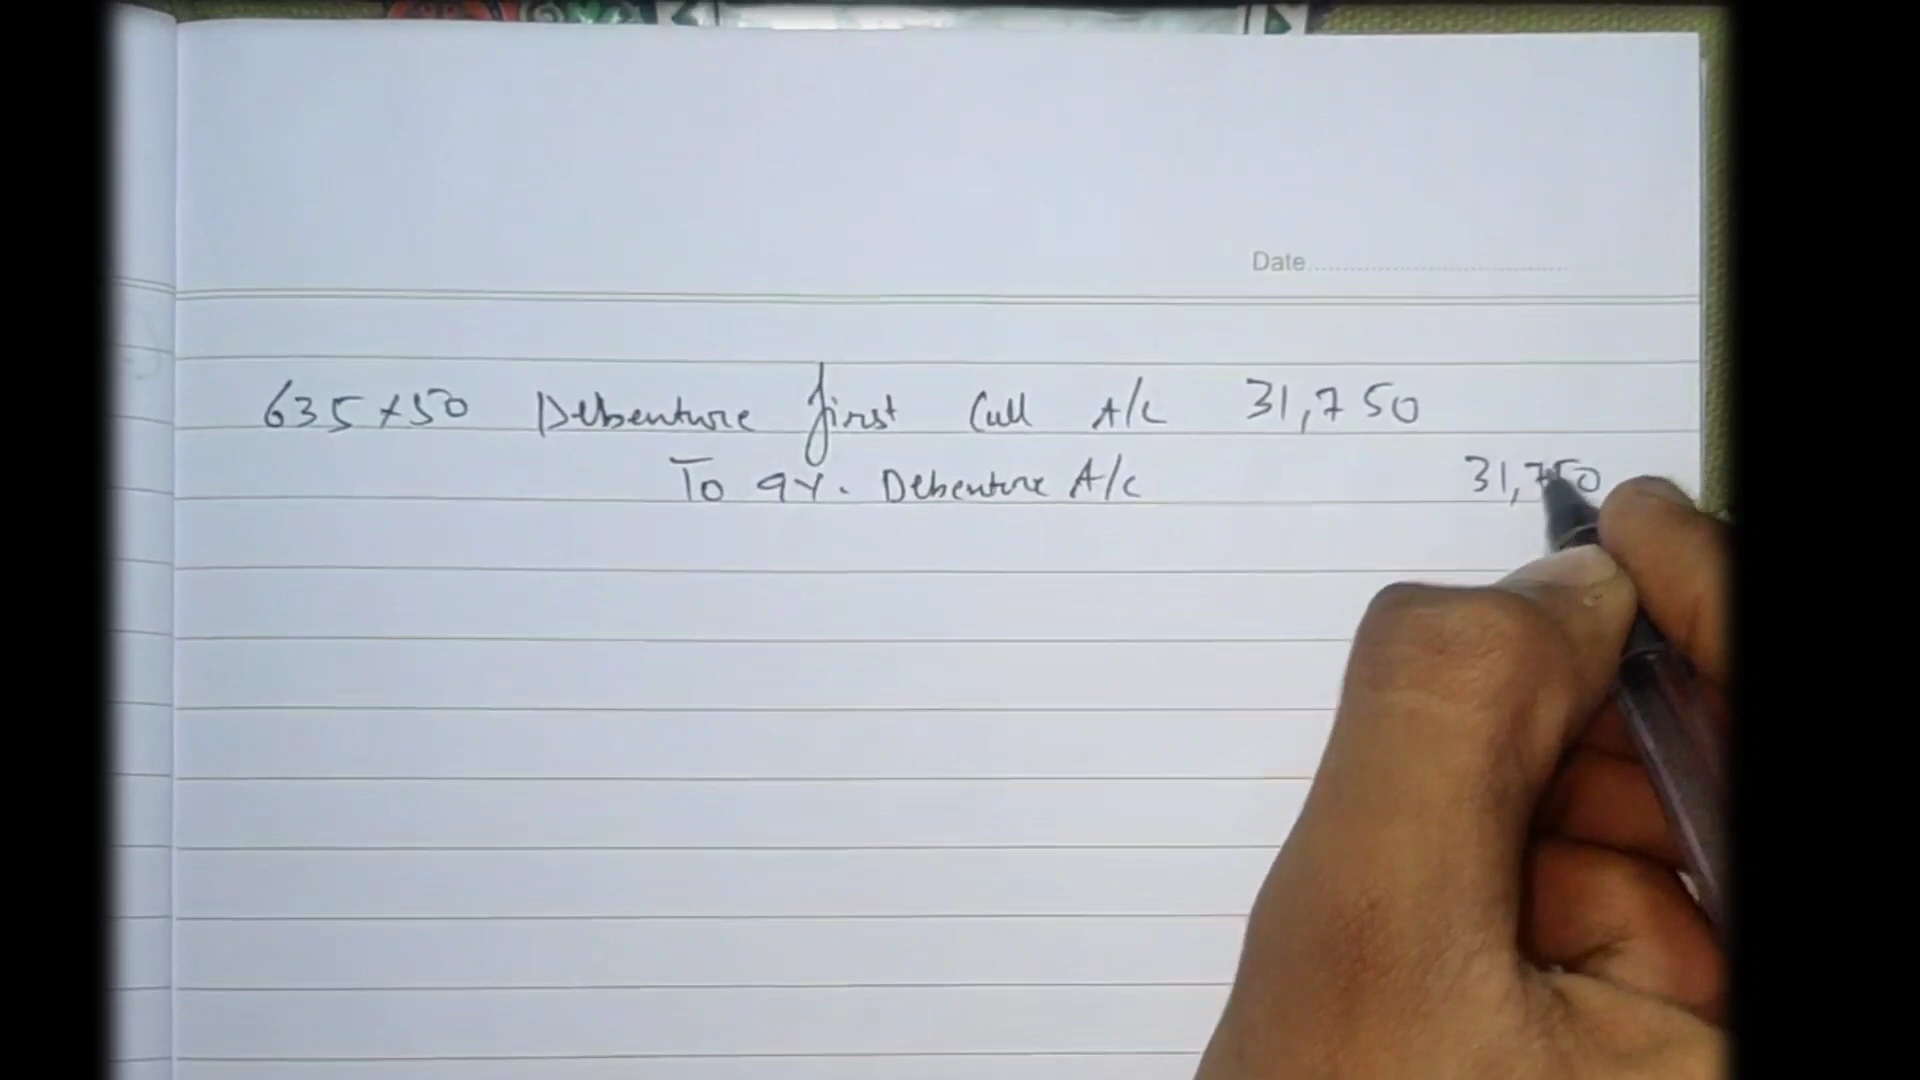 Date
635×50 Debenture first Call A/c 31,750
To 9%. Debenture A/c 31,750